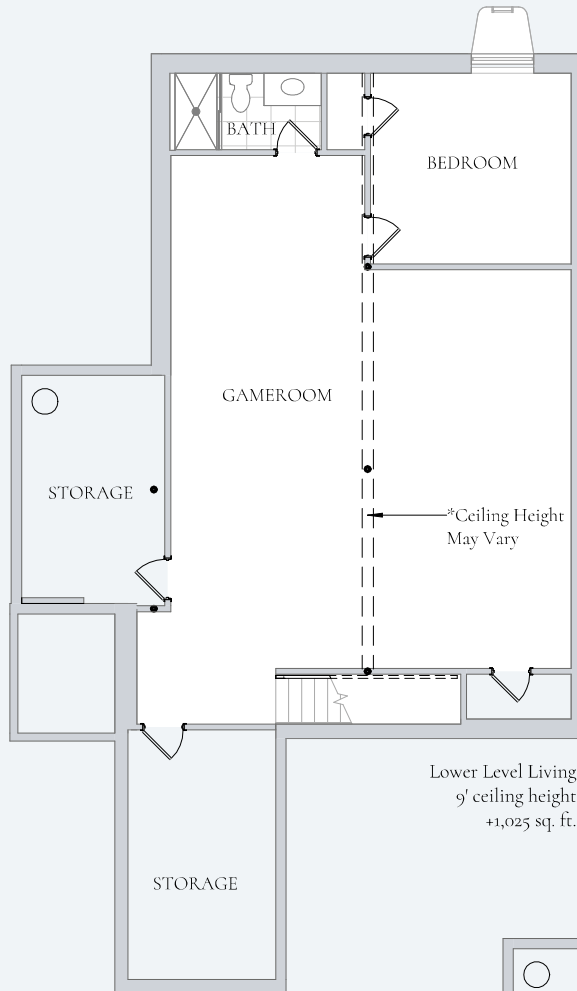 BATH
BEDROOM
GAMEROOM
STORAGE
*Ceiling Height
May Vary
Lower Level Living
9' ceiling height
+1,025 sq. ft.
STORAGE